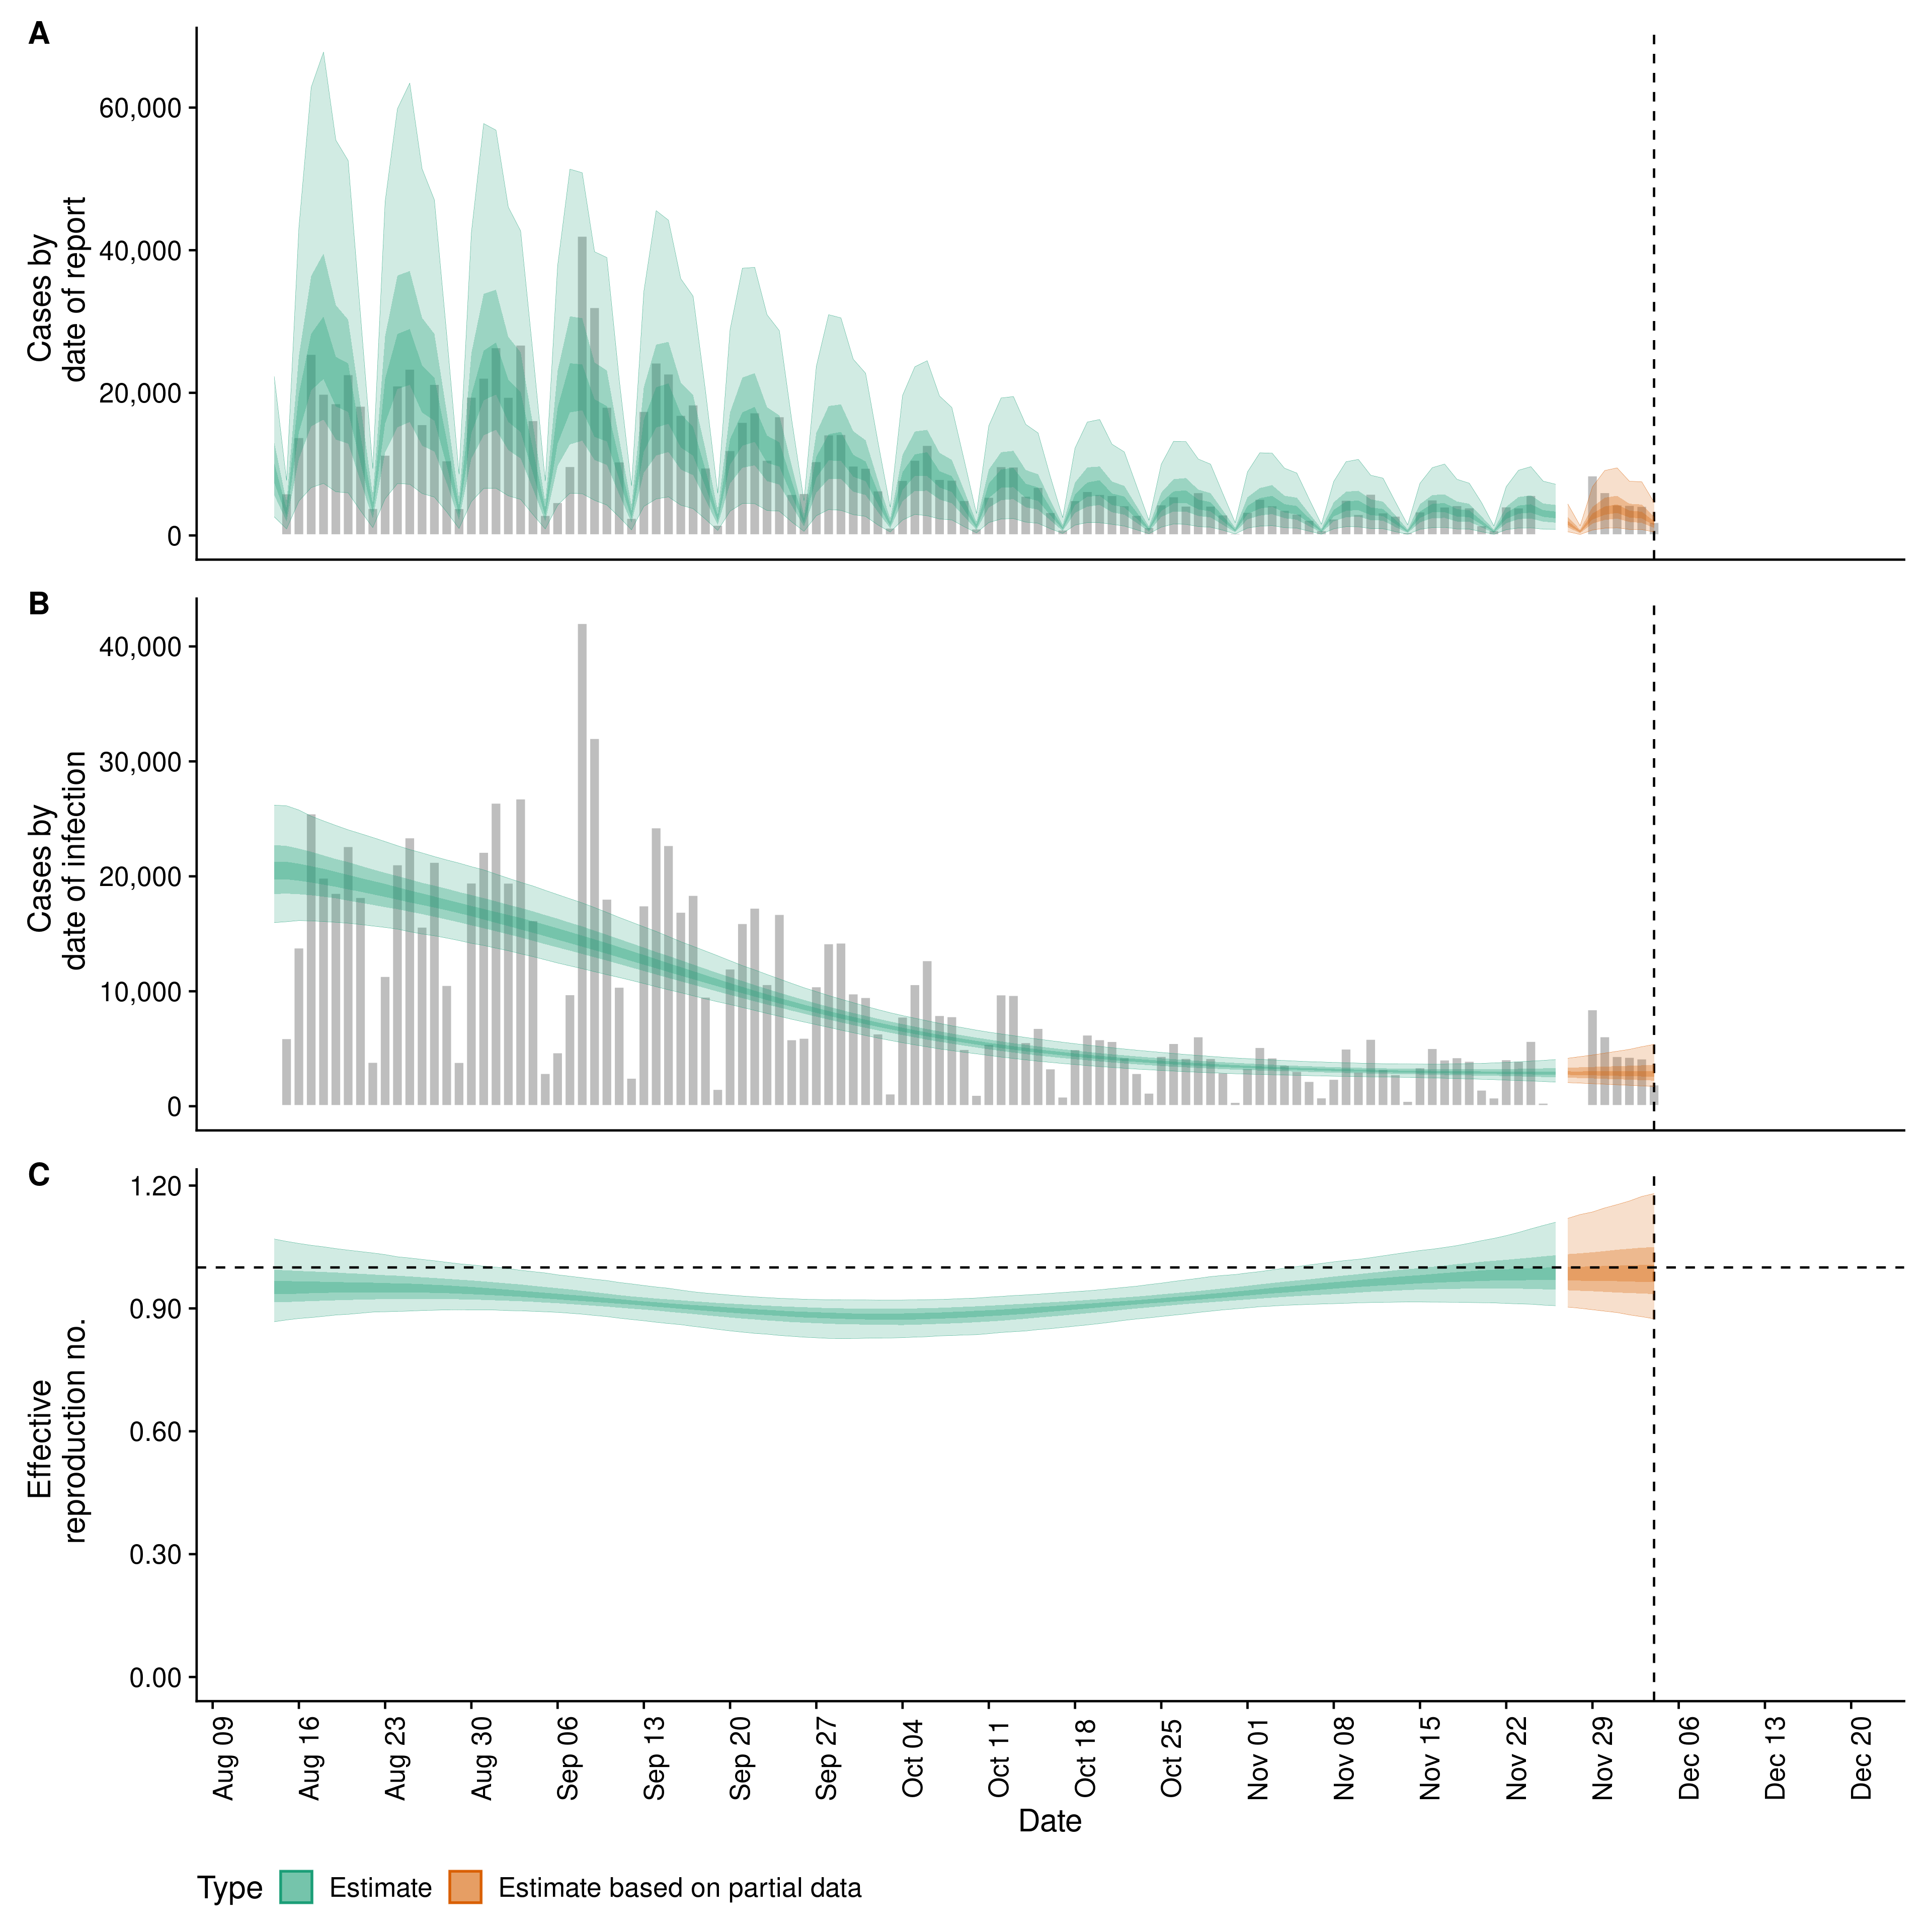 A
60,000
40,000
20,000
0
Cases by
date of report
B
40,000
30,000
20,000
10,000
0
Cases by
date of infection
C
1.20
0.90
0.60
0.30
0.00
Effective
reproduction no.
Aug 09
Aug 16
Aug 23
Aug 30
Sep 06
Sep 13
Sep 20
Sep 27
Oct 04
Oct 11
Oct 18
Oct 25
Nov 01
Nov 08
Nov 15
Nov 22
Nov 29
Dec 06
Dec 13
Dec 20
Date
Type Estimate Estimate based on partial data